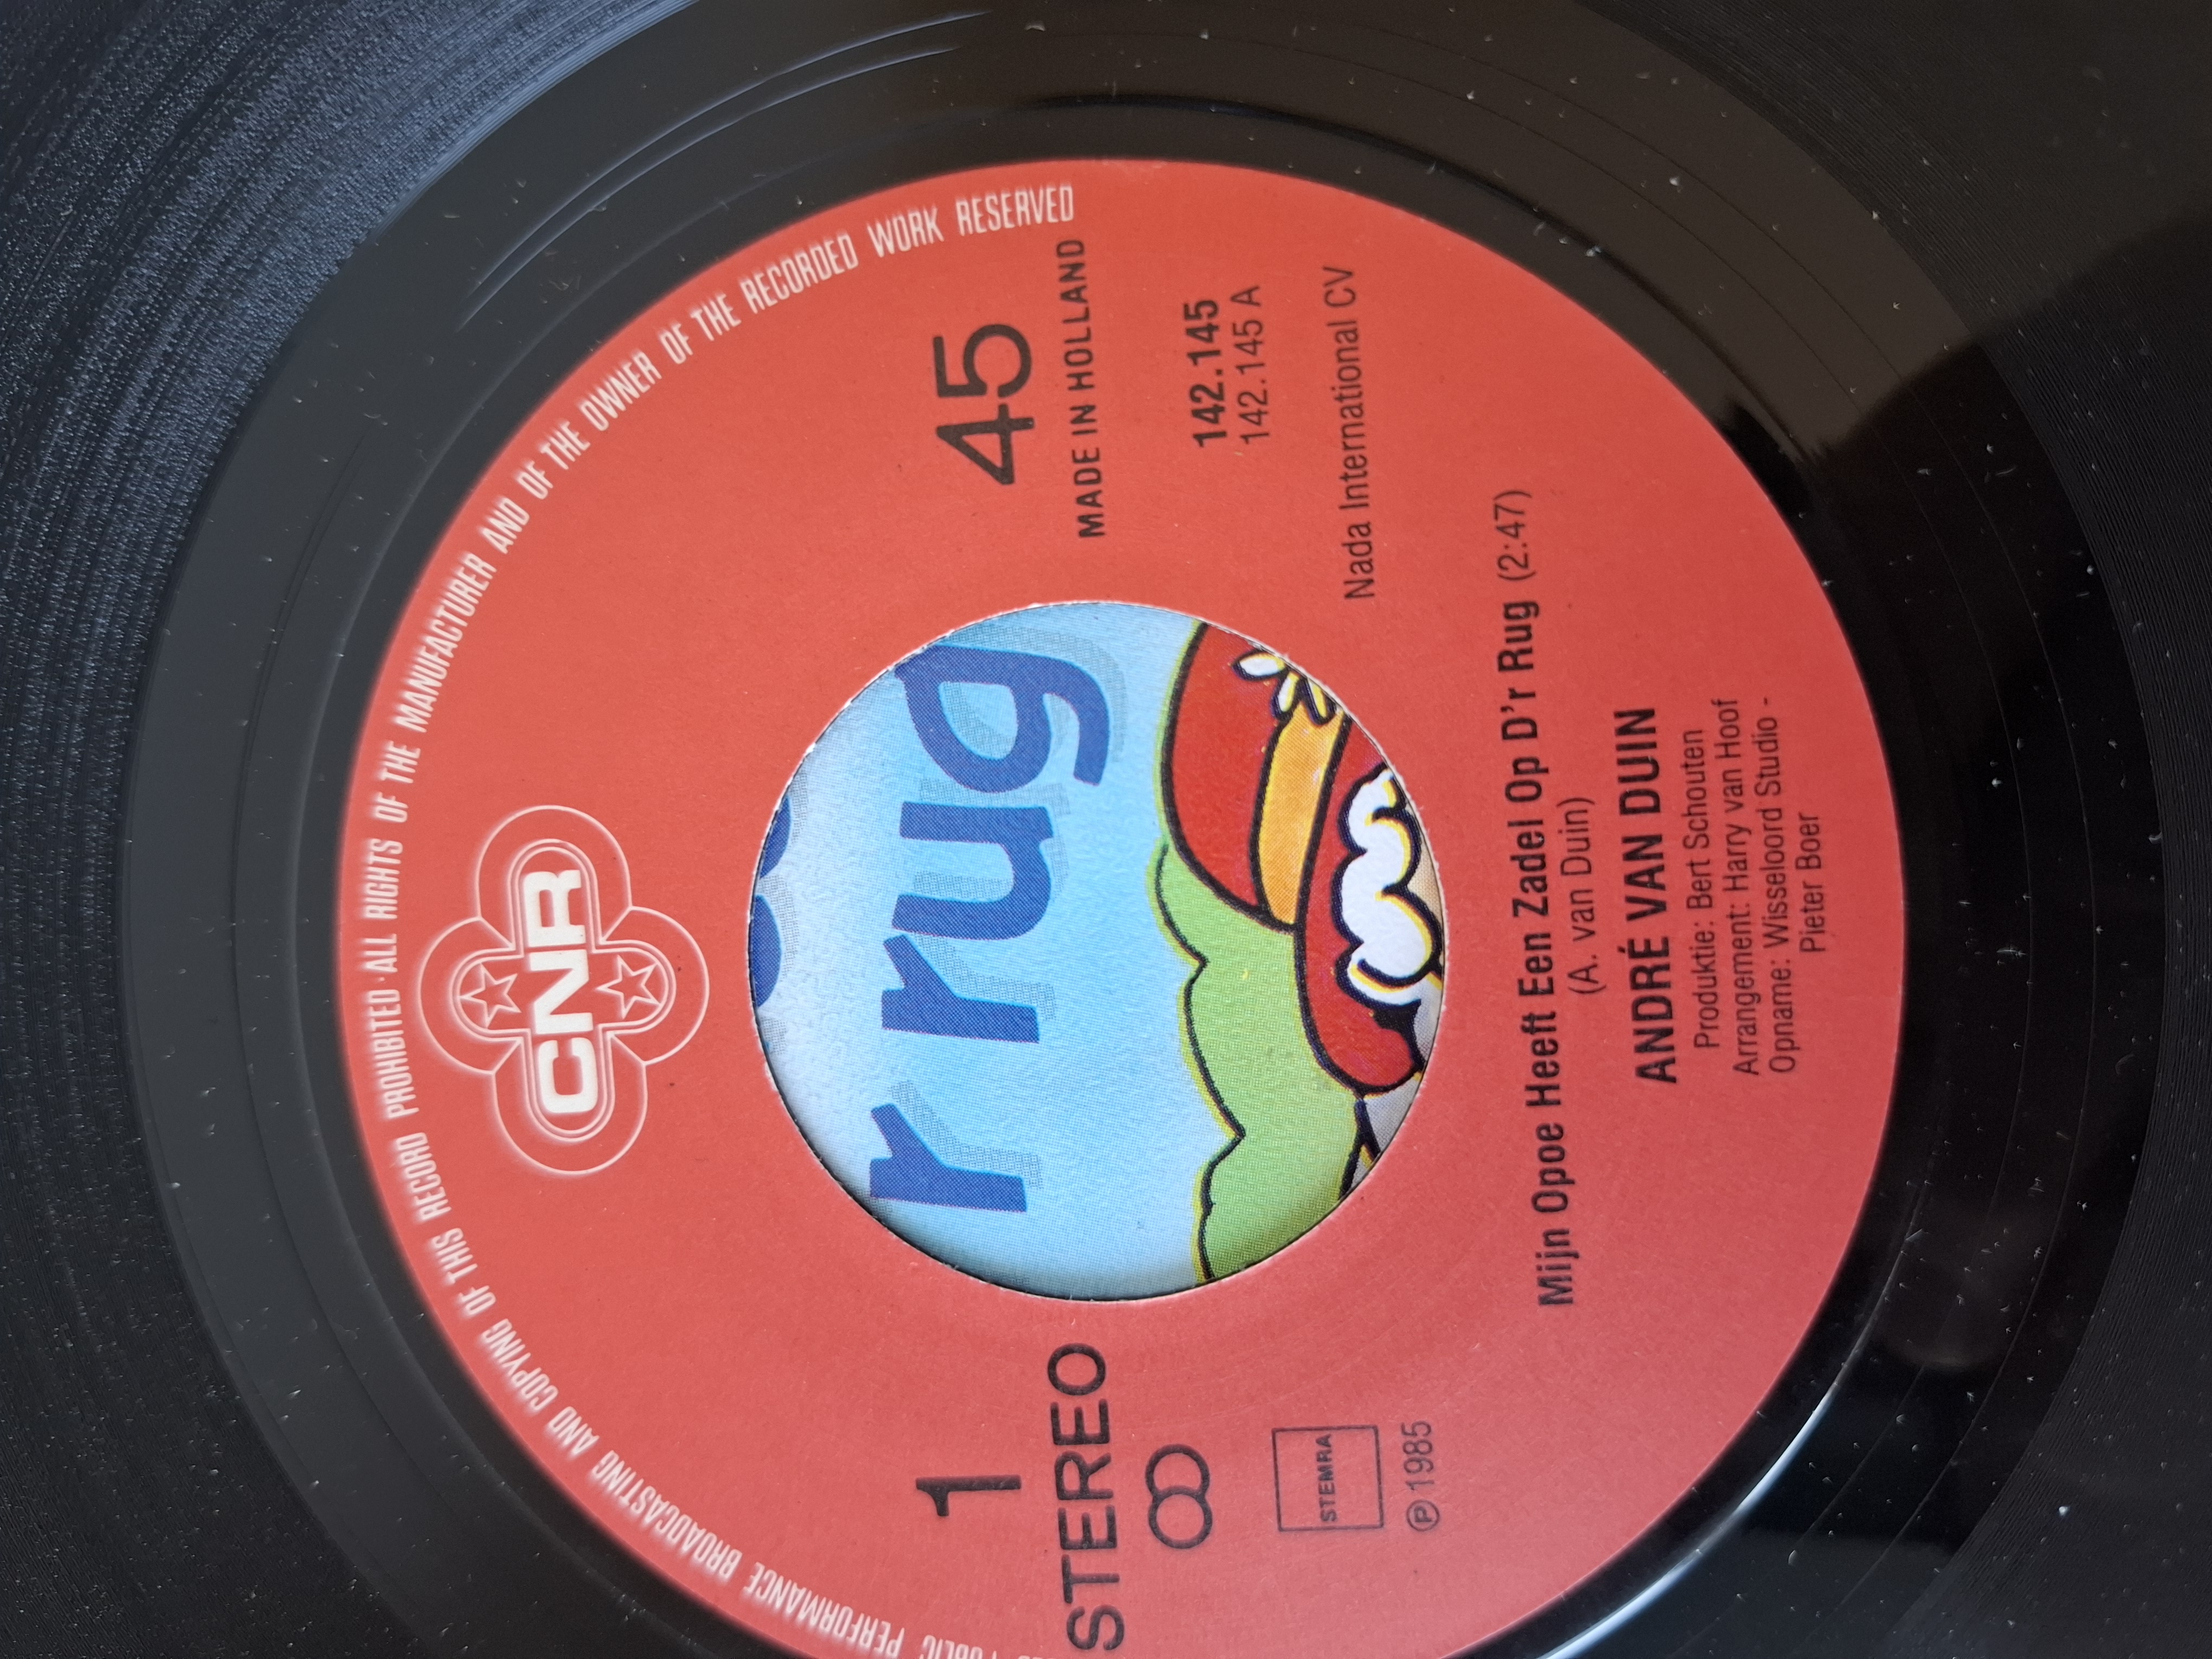 PUBLIC PERFORMANCE BROADCASTING AND COPYING OF THIS RECORD PROHIBITED · ALL RIGHTS OF THE MANUFACTURER AND OF THE OWNER OF THE RECORDED WORK RESERVED
CNR
1
STEREO
STEMRA
℗ 1985
45
MADE IN HOLLAND
142.145
142.145 A
Nada International CV
r rug
Mijn Opoe Heeft Een Zadel Op D'r Rug (2:47)
(A. van Duin)
ANDRÉ VAN DUIN
Produktie: Bert Schouten
Arrangement: Harry van Hoof
Opname: Wisseloord Studio -
Pieter Boer